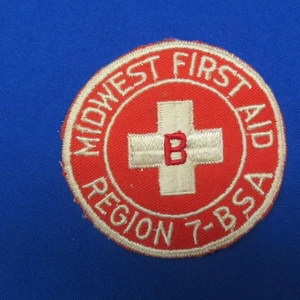 MIDWEST FIRST AID
B
REGION 7-BSA